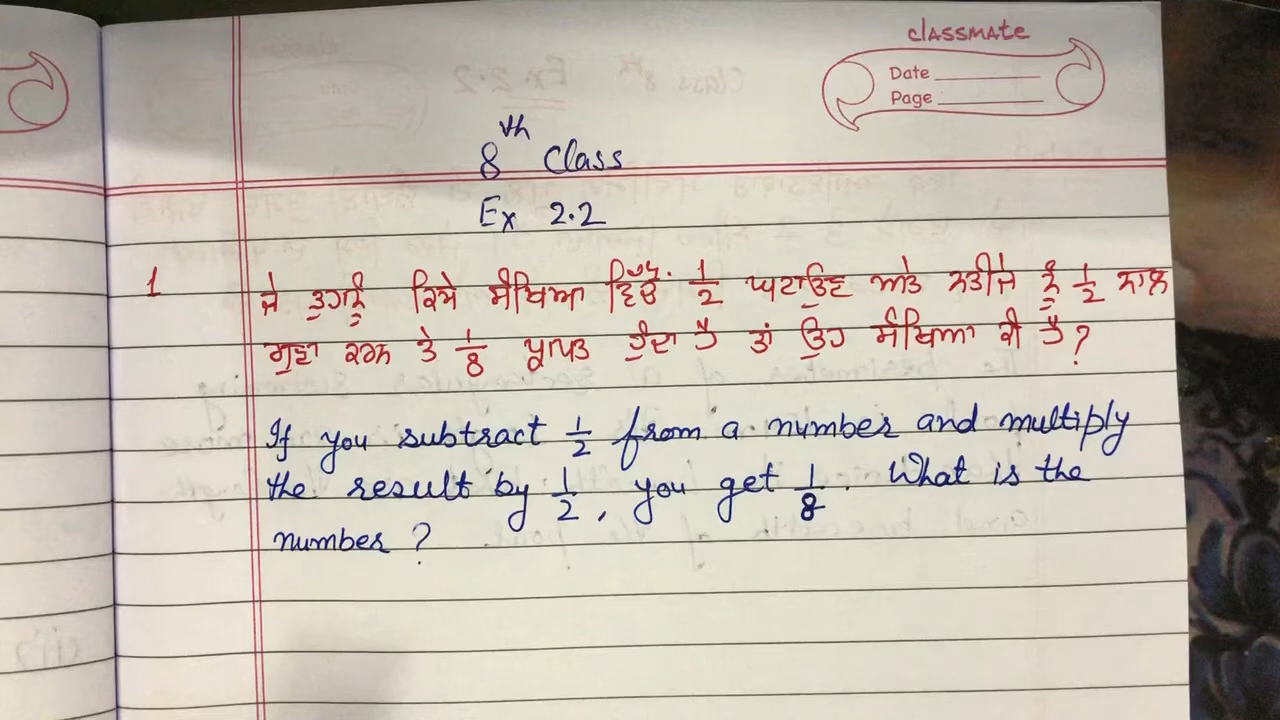 classmate
Date
Page
8th Class
Ex 2.2
1 ਜੇ ਤੁਹਾਨੂੰ ਕਿਸੇ ਸੰਖਿਆ ਵਿੱਚੋਂ 1/2 ਘਟਾਉਣ ਅਤੇ ਨਤੀਜੇ ਨੂੰ 1/2 ਨਾਲ
ਗੁਣਾ ਕਰਨ ਤੇ 1/8 ਪ੍ਰਾਪਤ ਹੁੰਦਾ ਹੈ ਤਾਂ ਉਹ ਸੰਖਿਆ ਕੀ ਹੈ?
If you subtract 1/2 from a number and multiply
the result by 1/2, you get 1/8. What is the
number?